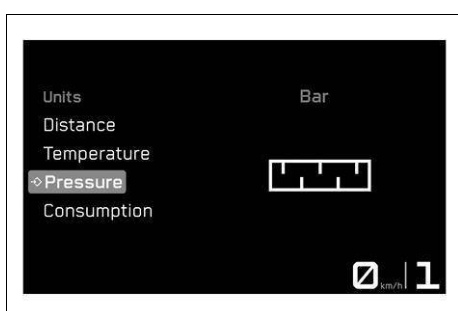 Units
Bar
Distance
Temperature
Pressure
Consumption
0 km/h 1